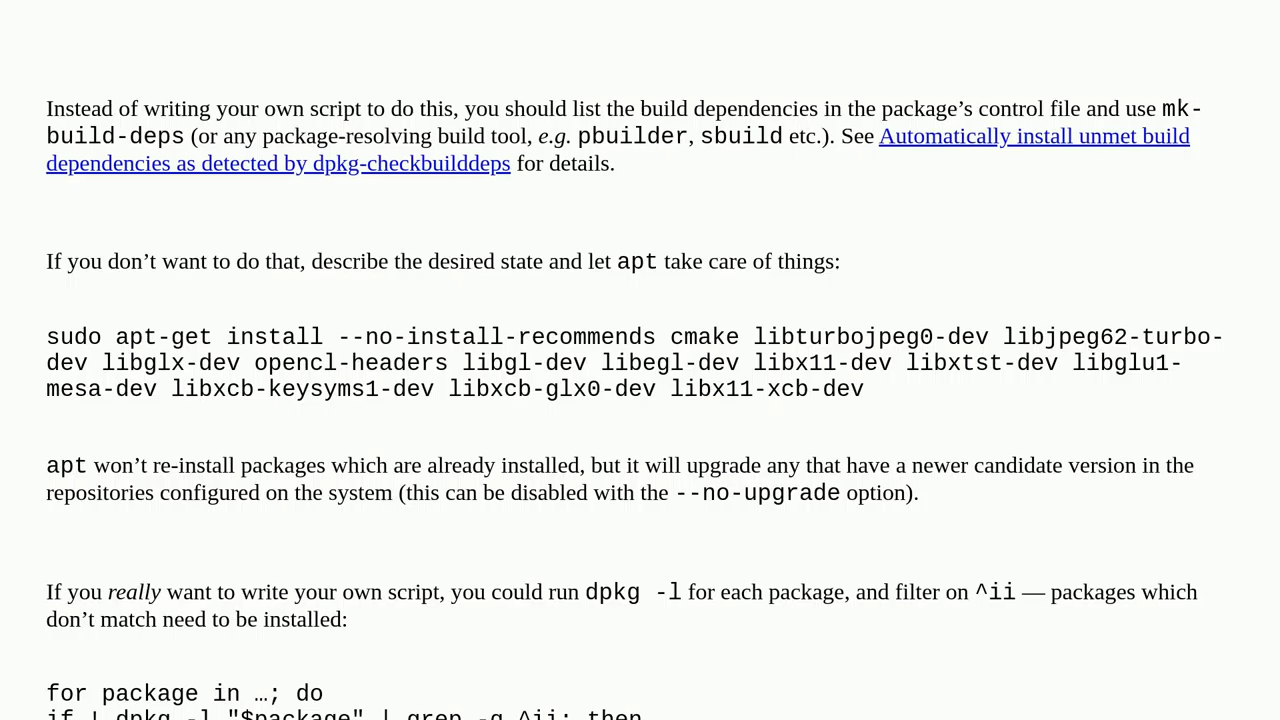 Instead of writing your own script to do this, you should list the build dependencies in the package’s control file and use mk-
build-deps (or any package-resolving build tool, e.g. pbuilder, sbuild etc.). See Automatically install unmet build
dependencies as detected by dpkg-checkbuilddeps for details.
If you don’t want to do that, describe the desired state and let apt take care of things:
sudo apt-get install --no-install-recommends cmake libturbojpeg0-dev libjpeg62-turbo-
dev libglx-dev opencl-headers libgl-dev libegl-dev libx11-dev libxtst-dev libglu1-
mesa-dev libxcb-keysyms1-dev libxcb-glx0-dev libx11-xcb-dev
apt won’t re-install packages which are already installed, but it will upgrade any that have a newer candidate version in the
repositories configured on the system (this can be disabled with the --no-upgrade option).
If you really want to write your own script, you could run dpkg -l for each package, and filter on ^ii — packages which
don’t match need to be installed:
for package in …; do
if ! dpkg -l "$package" | grep -q ^ii; then